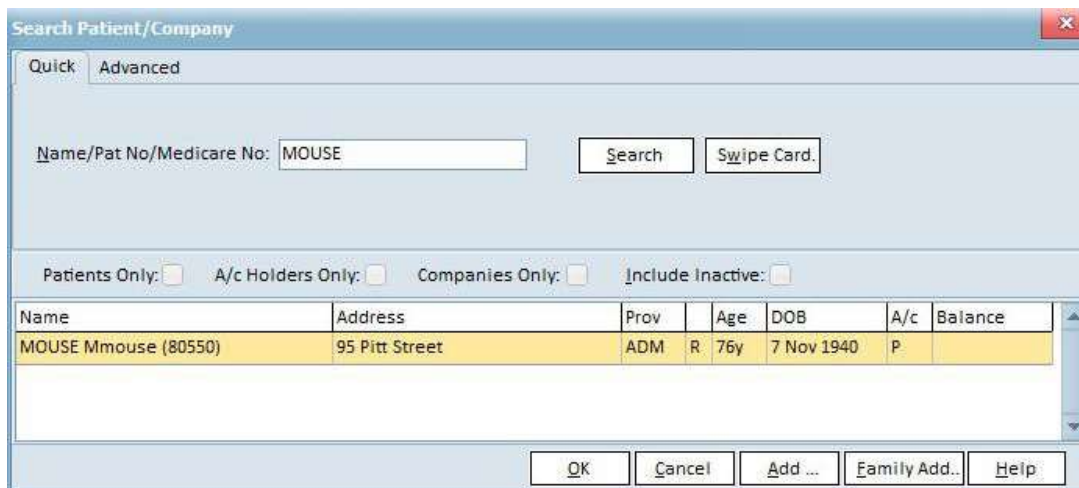 Search Patient/Company
Quick Advanced
Name/Pat No/Medicare No: MOUSE Search Swipe Card.
Patients Only: A/c Holders Only: Companies Only: Include Inactive:
Name Address Prov Age DOB A/c Balance
MOUSE Mmouse (80550) 95 Pitt Street ADM R 76y 7 Nov 1940 P
OK Cancel Add ... Family Add.. Help